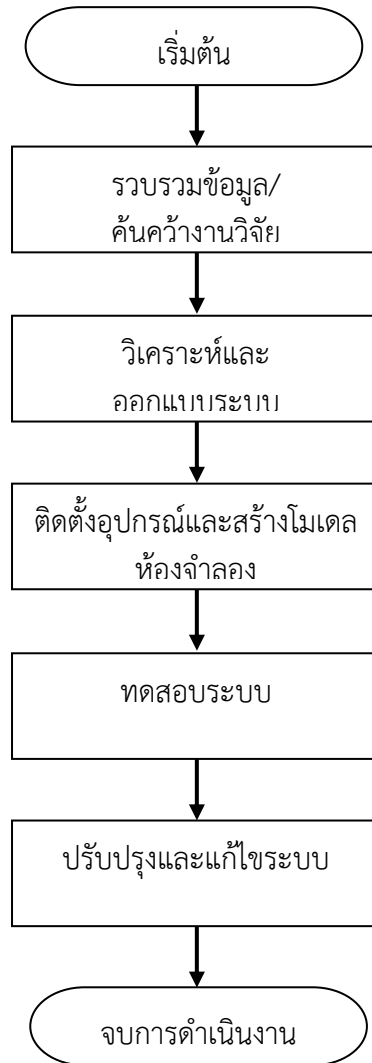 เริ่มต้น
รวบรวมข้อมูล/
ค้นคว้างานวิจัย
วิเคราะห์และ
ออกแบบระบบ
ติดตั้งอุปกรณ์และสร้างโมเดล
ห้องจำลอง
ทดสอบระบบ
ปรับปรุงและแก้ไขระบบ
จบการดำเนินงาน